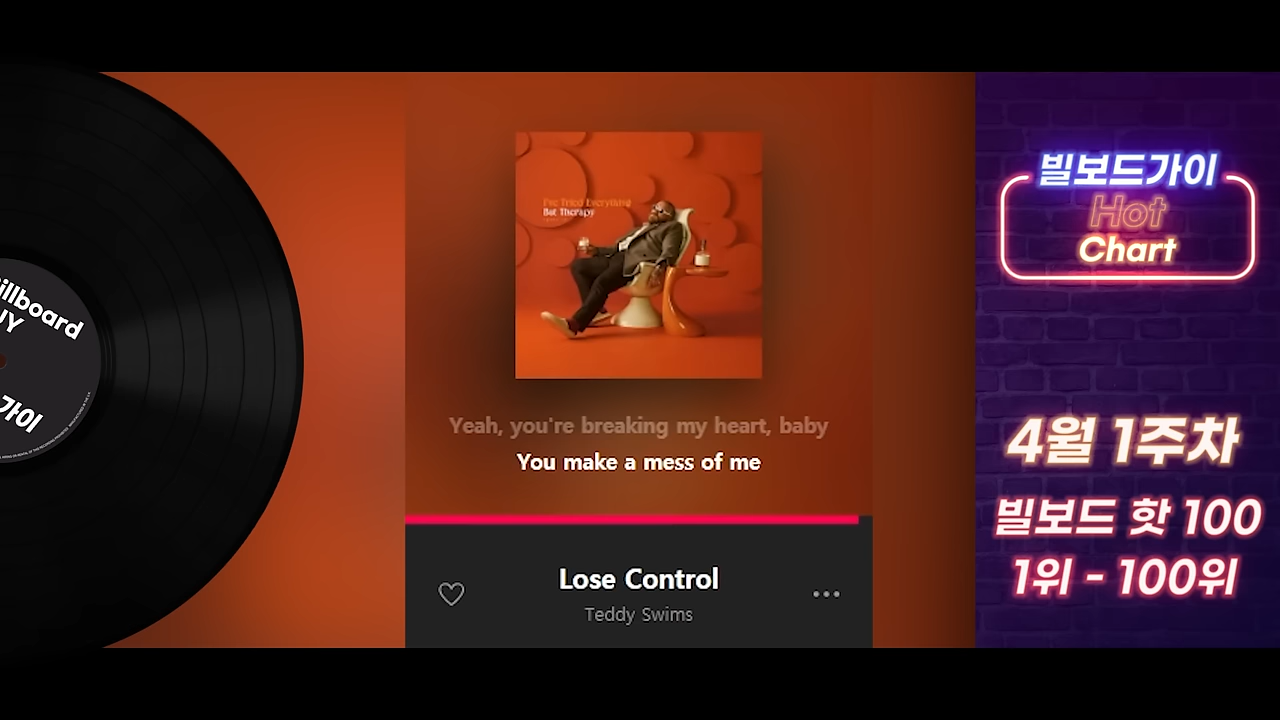 Billboard
가이
I've Tried Everything
But Therapy
Yeah, you're breaking my heart, baby
You make a mess of me
Lose Control
Teddy Swims
빌보드가이
Hot
Chart
4월 1주차
빌보드 핫 100
1위 - 100위